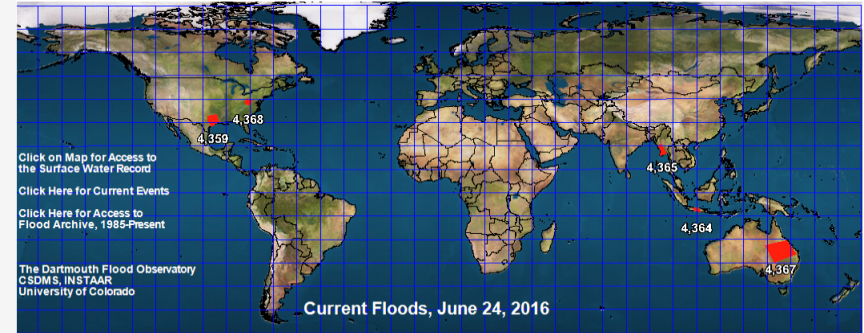 4,368
4,359
Click on Map for Access to
the Surface Water Record
4,365
Click Here for Current Events
Click Here for Access to
Flood Archive, 1985-Present
4,364
The Dartmouth Flood Observatory
CSDMS, INSTAAR
University of Colorado
4,367
Current Floods, June 24, 2016